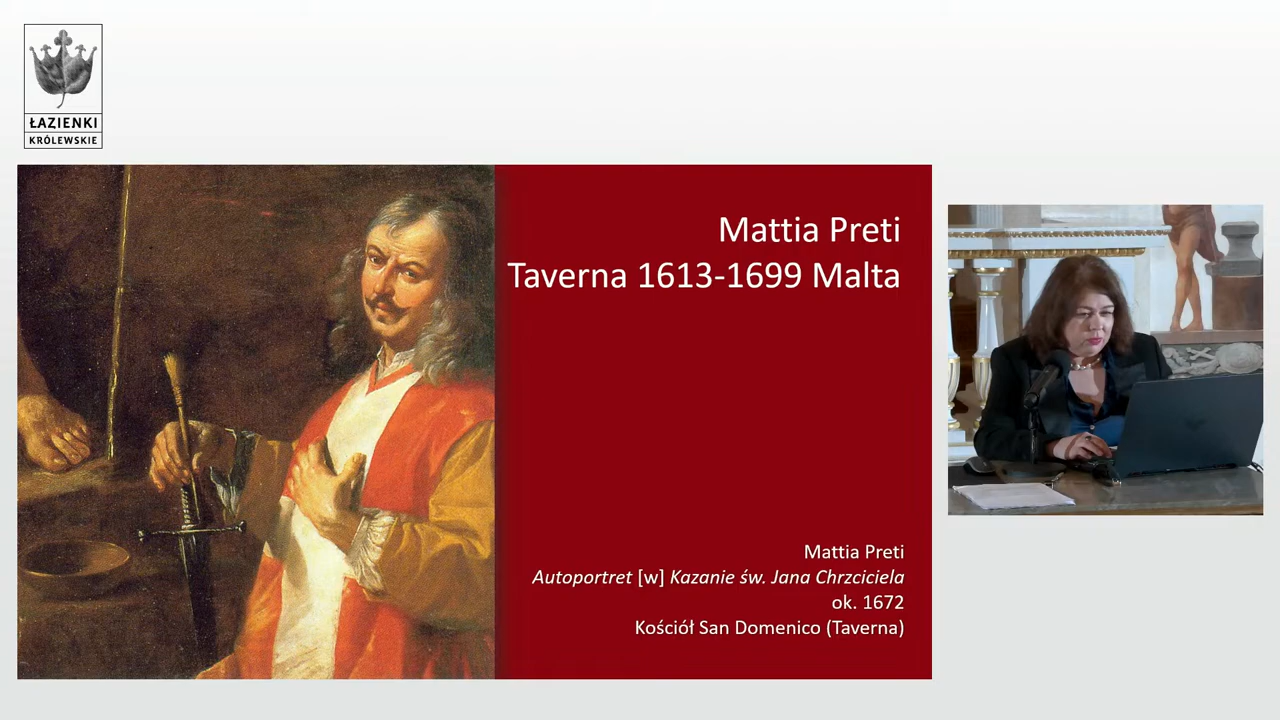 ŁAZIENKI
KRÓLEWSKIE
Mattia Preti
Taverna 1613-1699 Malta
Mattia Preti
Autoportret [w] Kazanie św. Jana Chrzciciela
ok. 1672
Kościół San Domenico (Taverna)